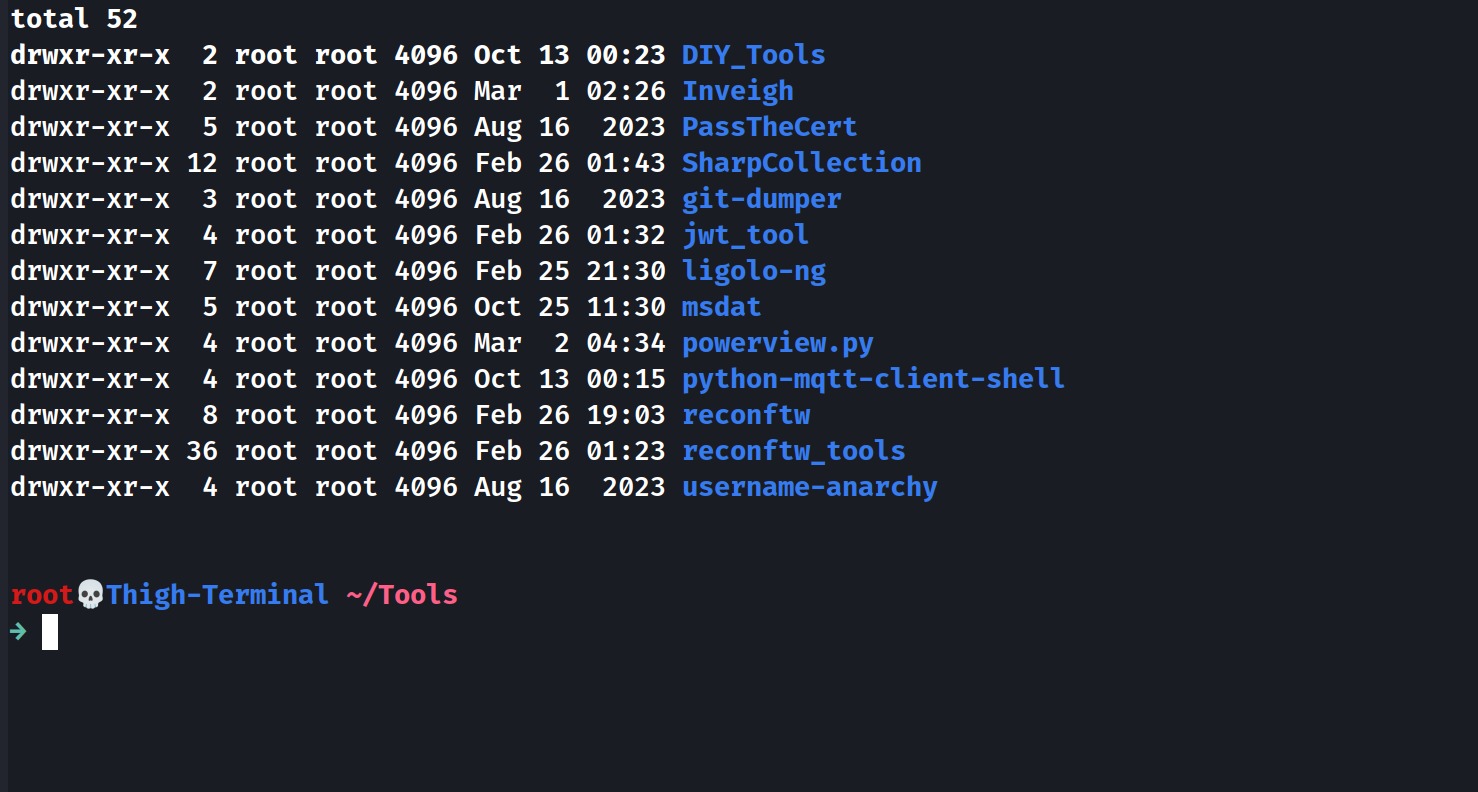 total 52
drwxr-xr-x  2 root root 4096 Oct 13 00:23 DIY_Tools
drwxr-xr-x  2 root root 4096 Mar  1 02:26 Inveigh
drwxr-xr-x  5 root root 4096 Aug 16  2023 PassTheCert
drwxr-xr-x 12 root root 4096 Feb 26 01:43 SharpCollection
drwxr-xr-x  3 root root 4096 Aug 16  2023 git-dumper
drwxr-xr-x  4 root root 4096 Feb 26 01:32 jwt_tool
drwxr-xr-x  7 root root 4096 Feb 25 21:30 ligolo-ng
drwxr-xr-x  5 root root 4096 Oct 25 11:30 msdat
drwxr-xr-x  4 root root 4096 Mar  2 04:34 powerview.py
drwxr-xr-x  4 root root 4096 Oct 13 00:15 python-mqtt-client-shell
drwxr-xr-x  8 root root 4096 Feb 26 19:03 reconftw
drwxr-xr-x 36 root root 4096 Feb 26 01:23 reconftw_tools
drwxr-xr-x  4 root root 4096 Aug 16  2023 username-anarchy
root💀Thigh-Terminal ~/Tools
→